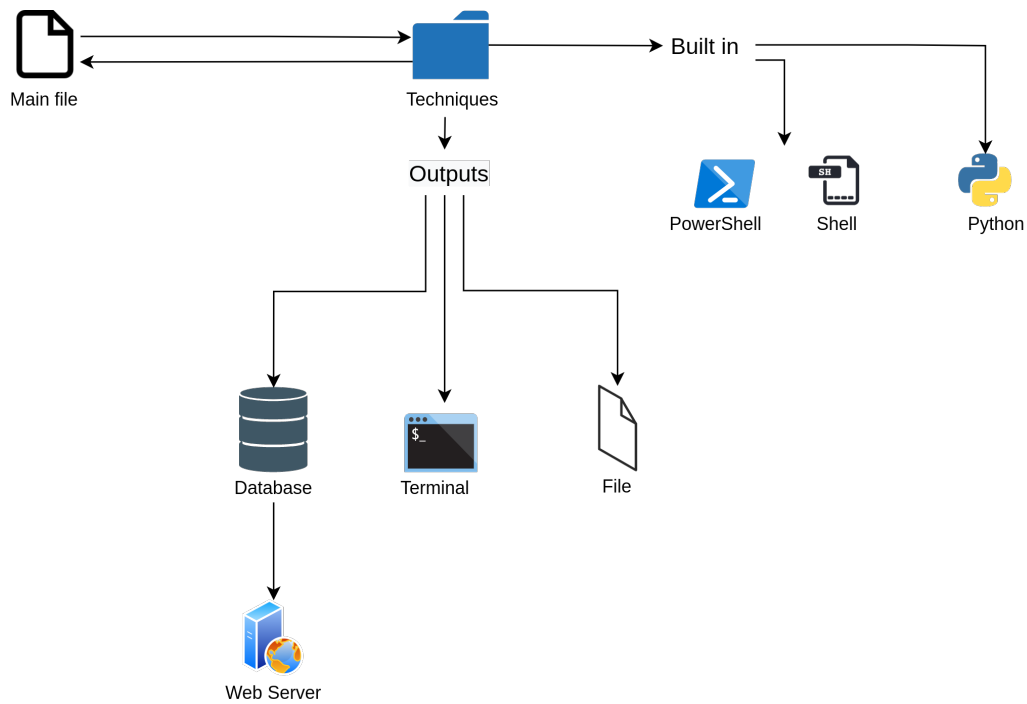 Main file
Techniques
Built in
Outputs
SH
PowerShell
Shell
Python
$_
Database
Terminal
File
Web Server